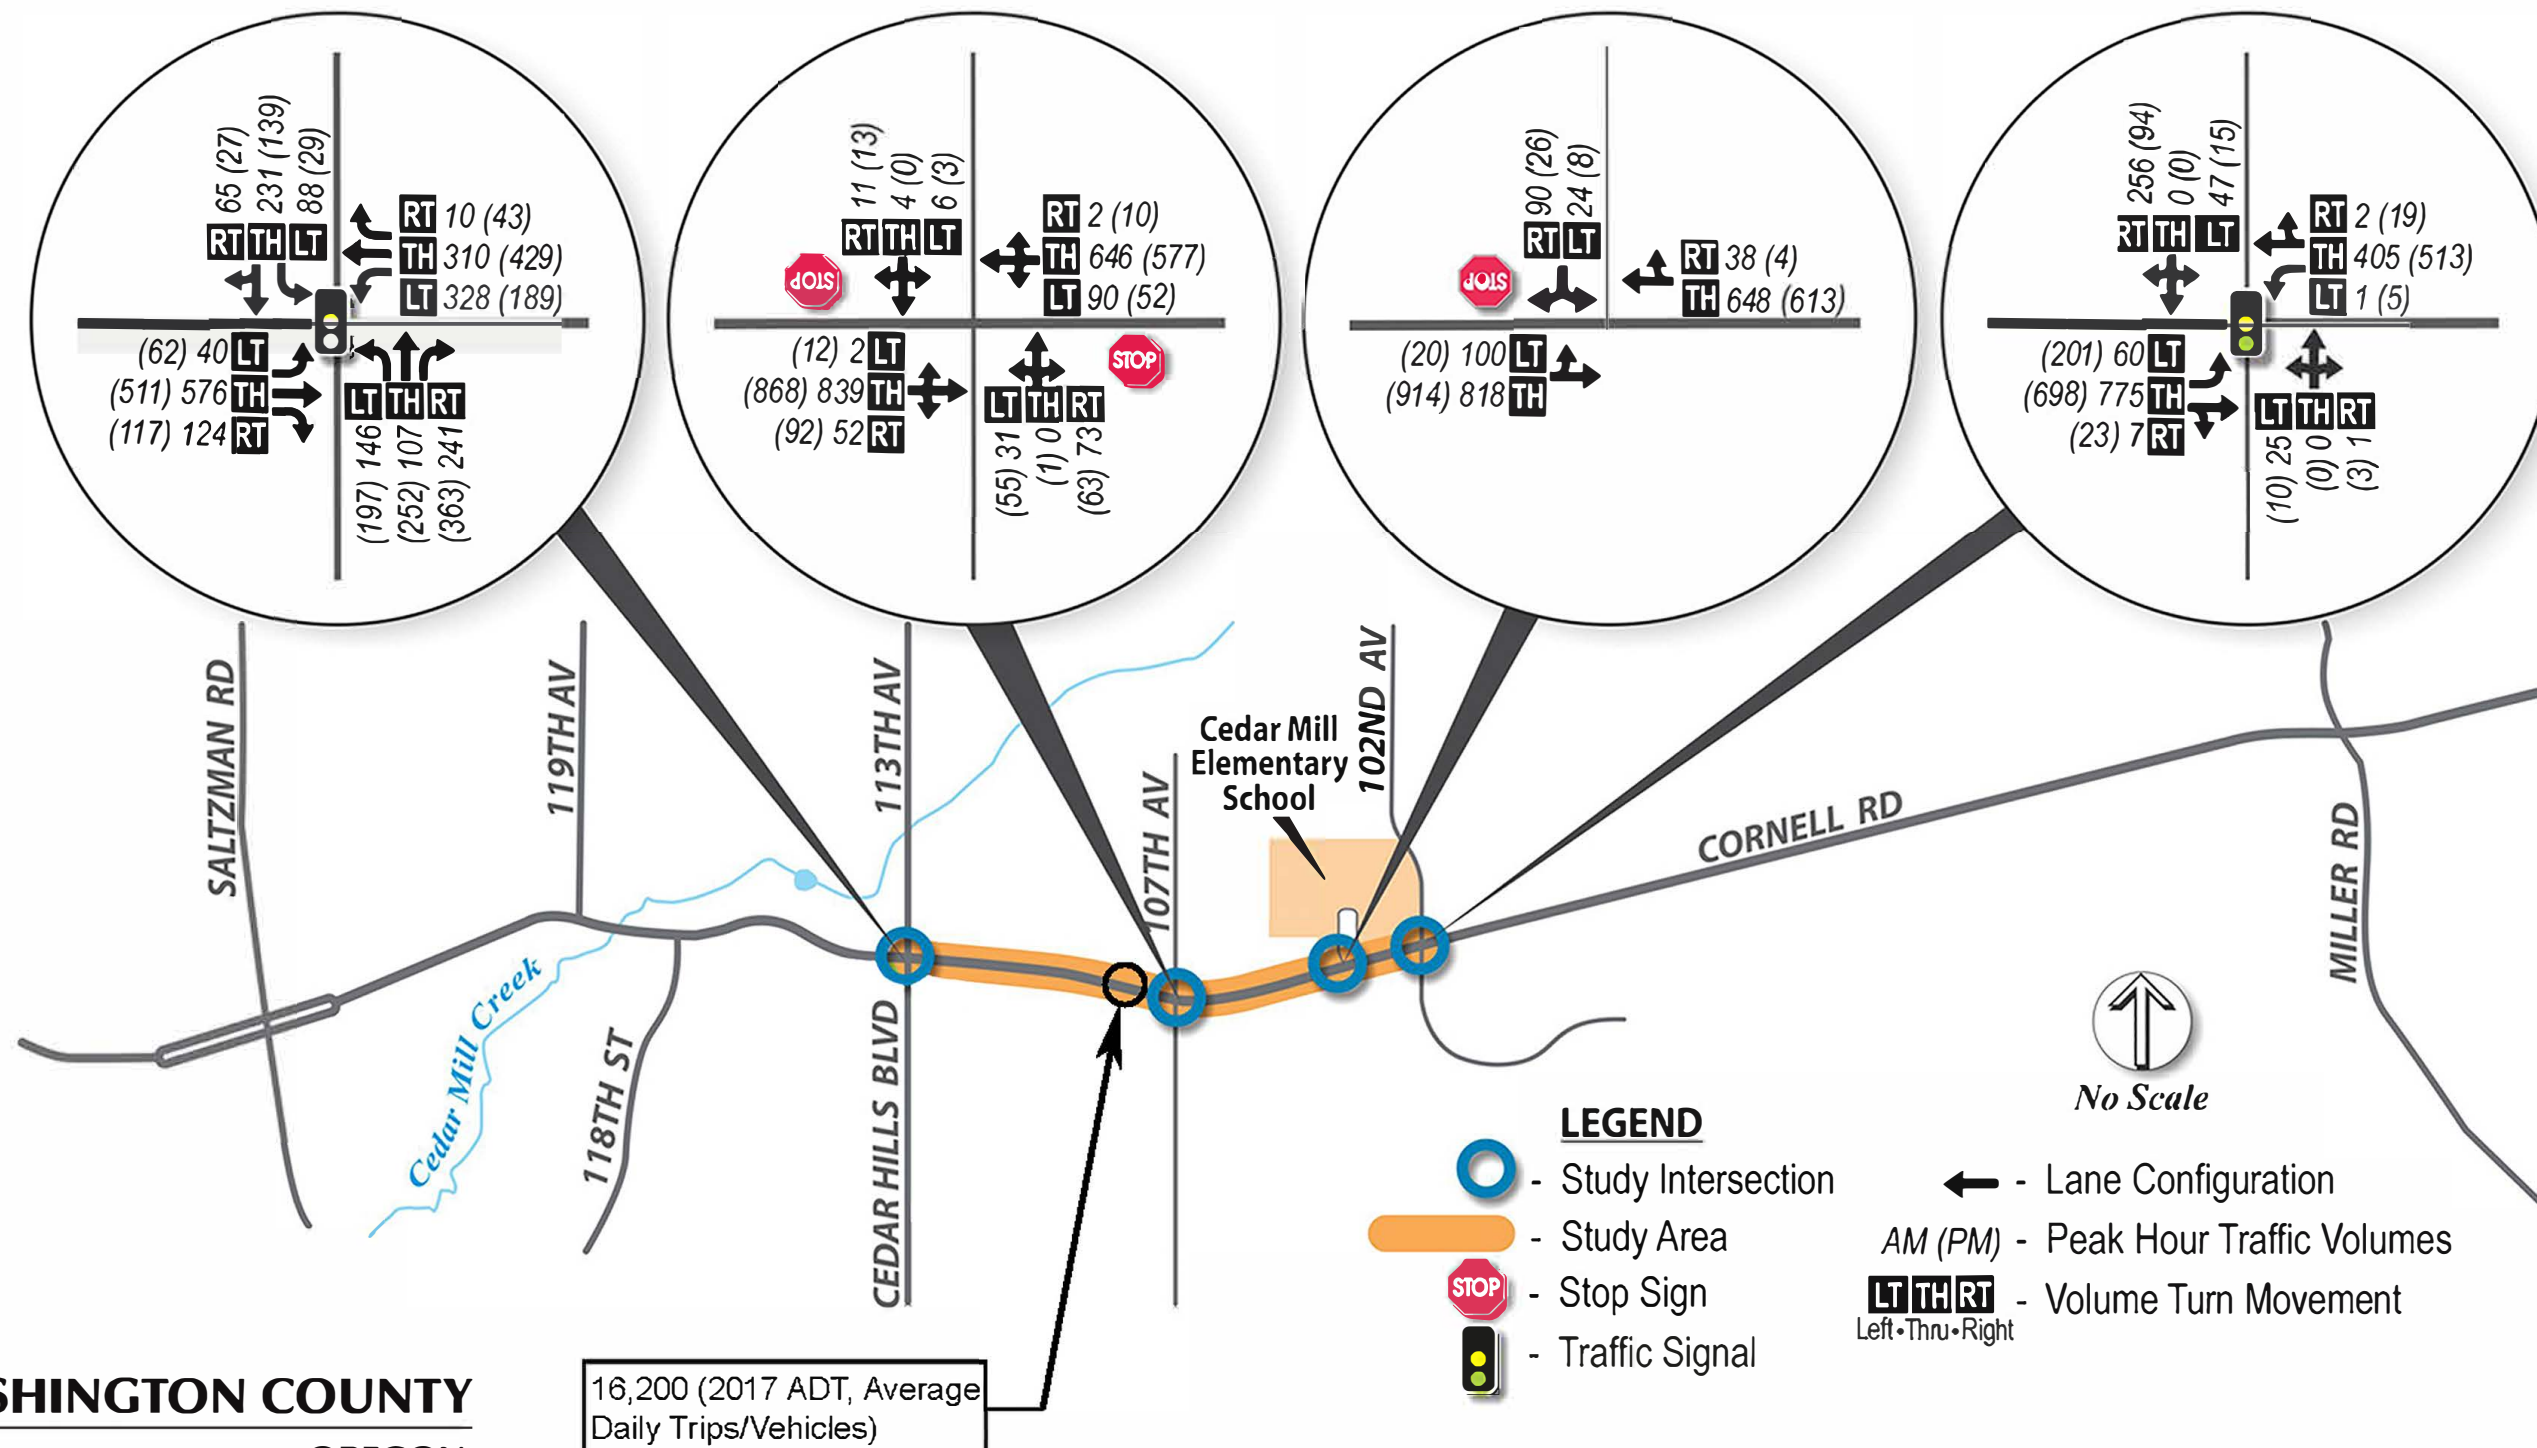 65 (27)
231 (139)
88 (29)
RT TH LT
RT 10 (43)
TH 310 (429)
LT 328 (189)
(62) 40 LT
(511) 576 TH
(117) 124 RT
LT TH RT
(197) 146
(252) 107
(363) 241
11 (13)
4 (0)
6 (3)
RT TH LT
STOP
RT 2 (10)
TH 646 (577)
LT 90 (52)
(12) 2 LT
(868) 839 TH
(92) 52 RT
STOP
LT TH RT
(55) 31
(1) 0
(63) 73
90 (26)
24 (8)
RT LT
STOP
RT 38 (4)
TH 648 (613)
(20) 100 LT
(914) 818 TH
256 (94)
0 (0)
47 (15)
RT TH LT
RT 2 (19)
TH 405 (513)
LT 1 (5)
(201) 60 LT
(698) 775 TH
(23) 7 RT
LT TH RT
(10) 25
(0) 0
(3) 1
SALTZMAN RD
119TH AV
113TH AV
107TH AV
102ND AV
Cedar Mill
Elementary
School
CORNELL RD
MILLER RD
Cedar Mill Creek
118TH ST
CEDAR HILLS BLVD
No Scale
LEGEND
- Study Intersection
- Study Area
STOP - Stop Sign
- Traffic Signal
- Lane Configuration
AM (PM) - Peak Hour Traffic Volumes
LT TH RT - Volume Turn Movement
Left•Thru•Right
SHINGTON COUNTY
16,200 (2017 ADT, Average
Daily Trips/Vehicles)